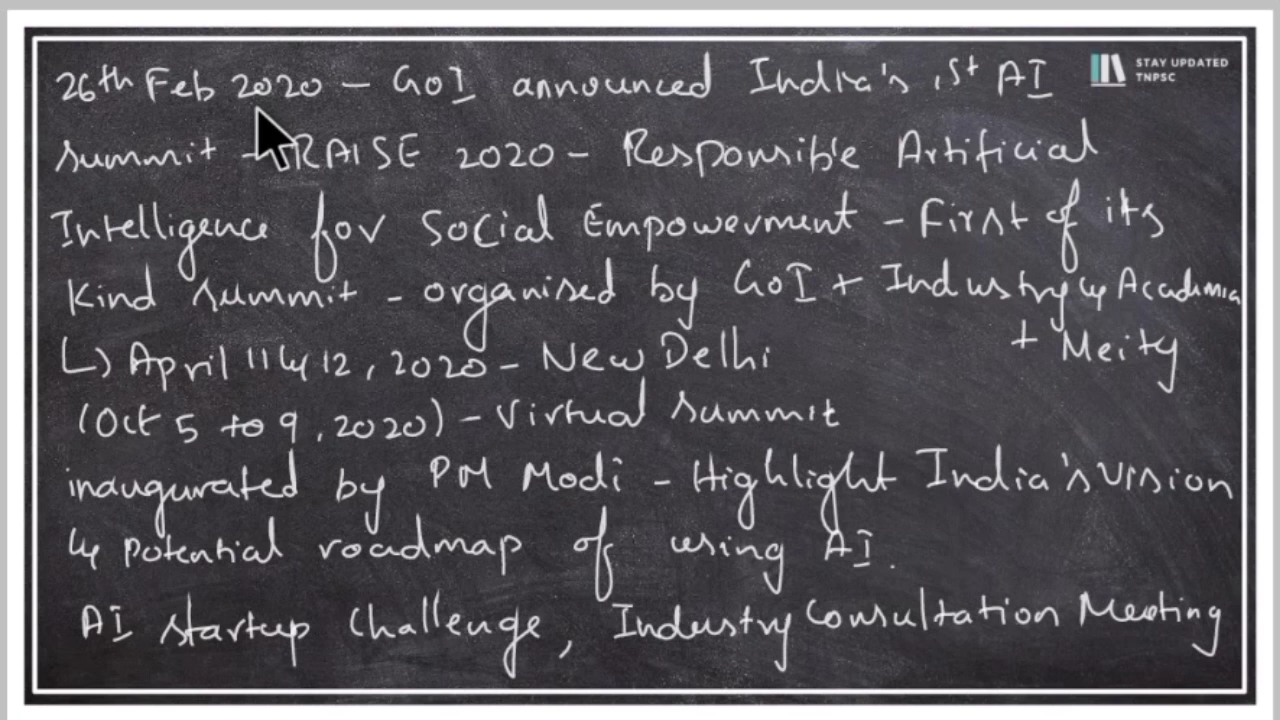 26th Feb 2020 - GoI announced India's 1st AI
STAY UPDATED
TNPSC
Summit - RAISE 2020 - Responsible Artificial
Intelligence for Social Empowerment - First of its
Kind Summit - organised by GoI + Industry & Academia
+ Meity
↳ April 11 & 12, 2020 - New Delhi
(Oct 5 to 9, 2020) - Virtual Summit
inaugurated by PM Modi - Highlight India's Vision
& Potential roadmap of using AI.
AI Startup Challenge, Industry Consultation Meeting